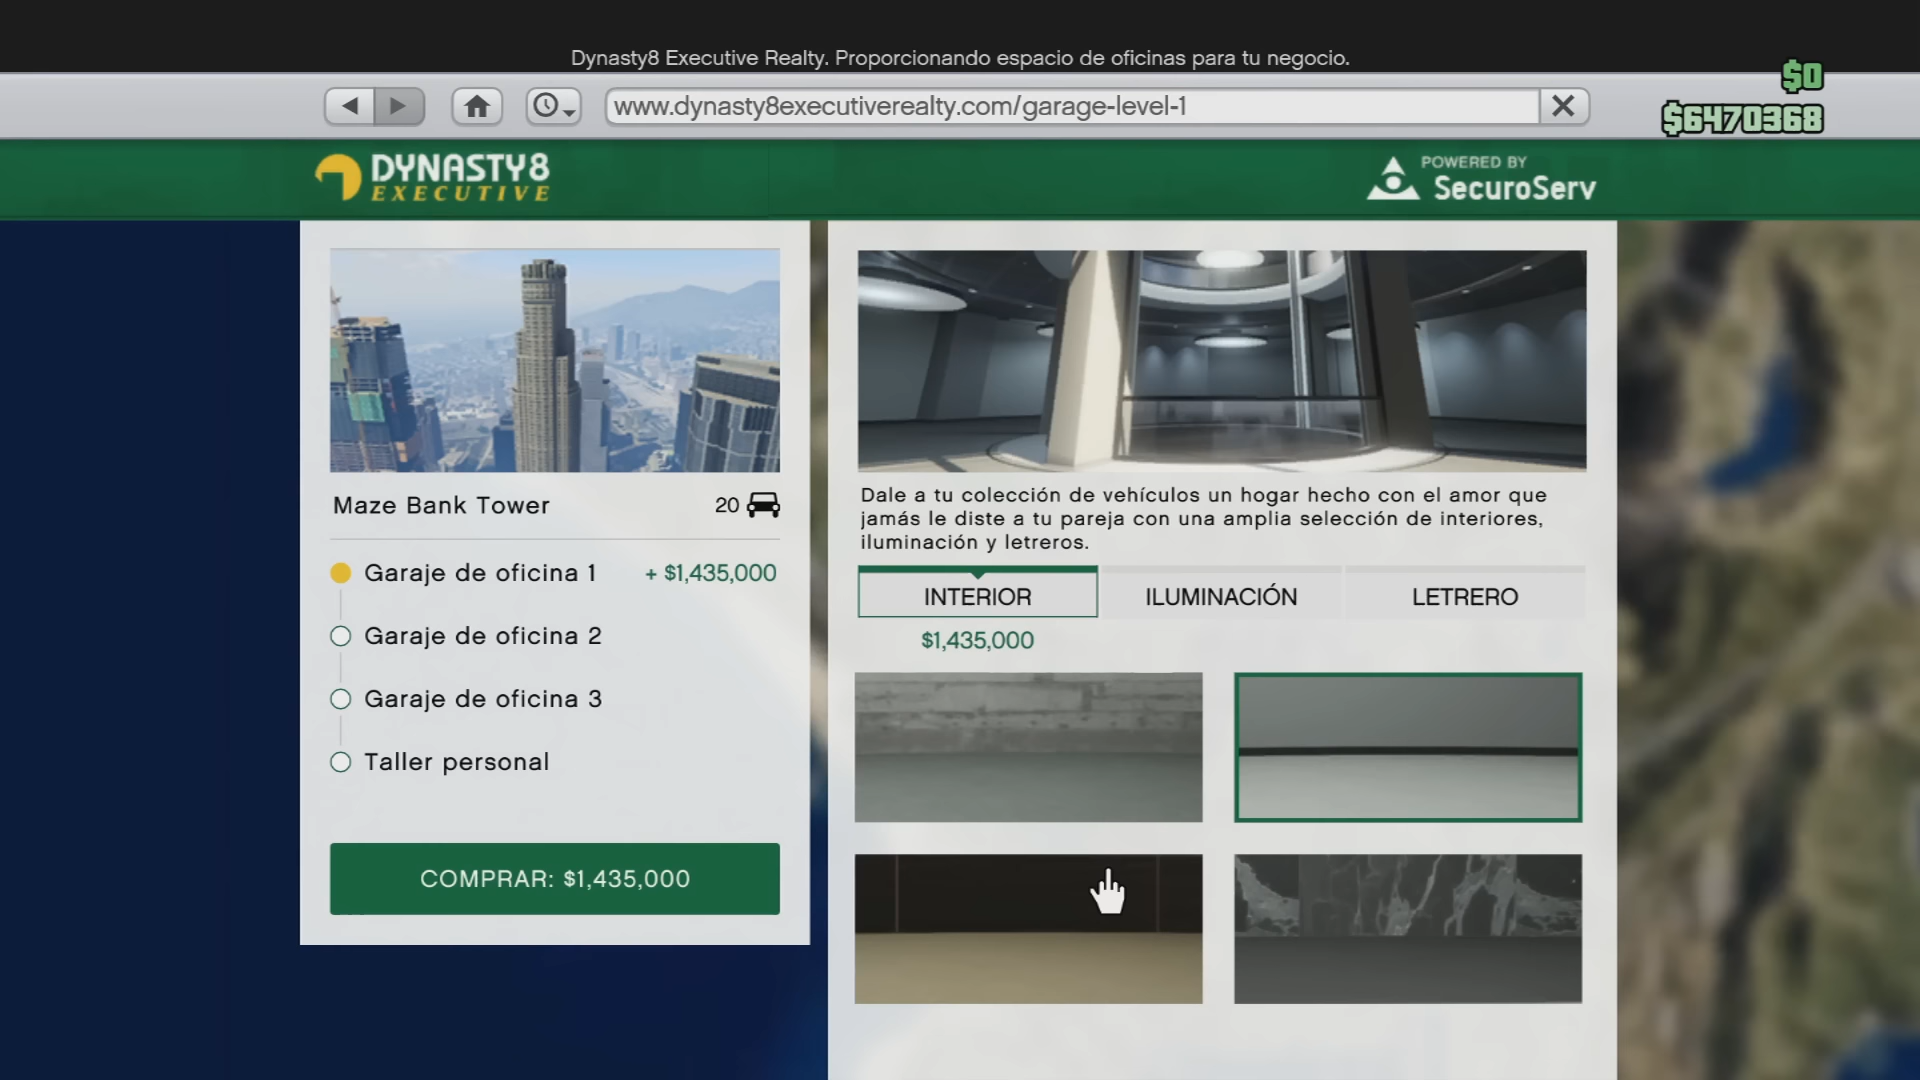 Dynasty8 Executive Realty. Proporcionando espacio de oficinas para tu negocio.
$0
www.dynasty8executiverealty.com/garage-level-1
$6470368
DYNASTY8
EXECUTIVE
POWERED BY
SecuroServ
Maze Bank Tower
20
Garaje de oficina 1
+ $1,435,000
Garaje de oficina 2
Garaje de oficina 3
Taller personal
COMPRAR: $1,435,000
Dale a tu colección de vehículos un hogar hecho con el amor que
jamás le diste a tu pareja con una amplia selección de interiores,
iluminación y letreros.
INTERIOR
ILUMINACIÓN
LETRERO
$1,435,000